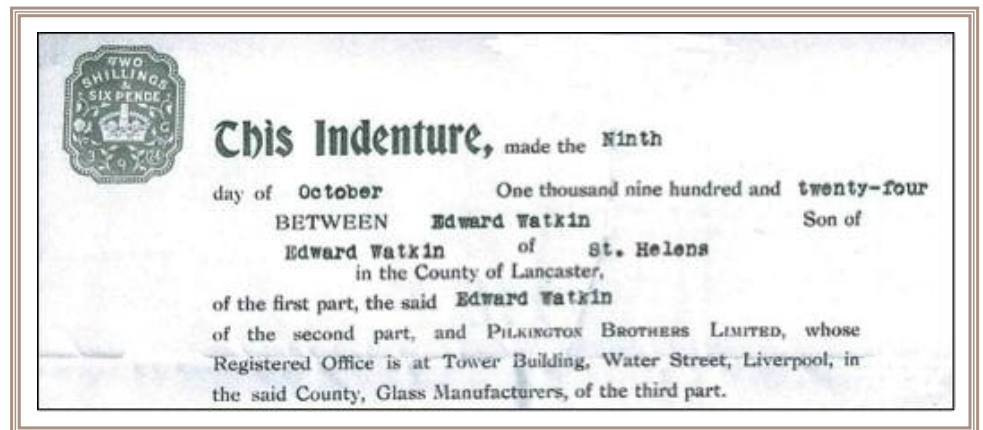 TWO
SHILLINGS
&
SIX PENCE
This Indenture, made the Ninth
day of October One thousand nine hundred and twenty-four
BETWEEN Edward Watkin Son of
Edward Watkin of St. Helens
in the County of Lancaster,
of the first part, the said Edward Watkin
of the second part, and PILKINGTON BROTHERS LIMITED, whose
Registered Office is at Tower Building, Water Street, Liverpool, in
the said County, Glass Manufacturers, of the third part.